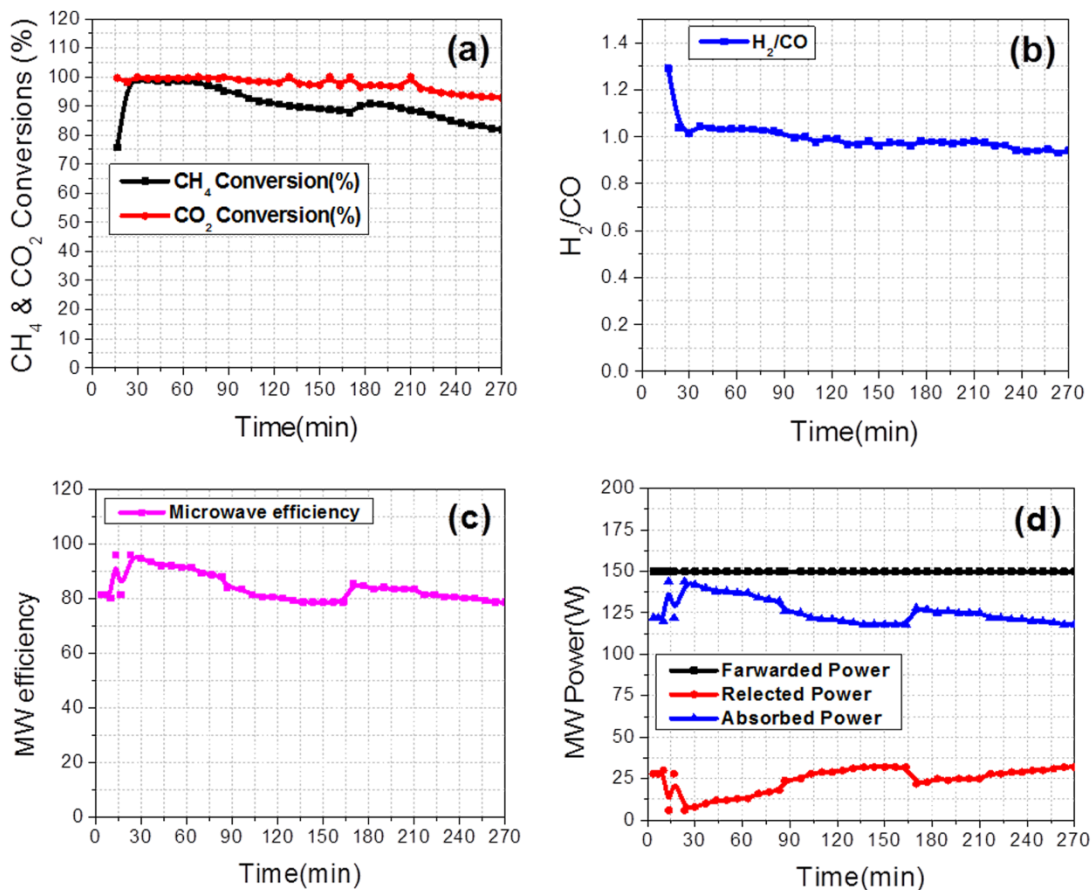 120
110
100
90
80
70
60
50
40
30
20
10
0
CH4 & CO2 Conversions (%)
(a)
CH4 Conversion(%)
CO2 Conversion(%)
0 30 60 90 120 150 180 210 240 270
Time(min)
1.4
1.2
1.0
0.8
0.6
0.4
0.2
0.0
H2/CO
H2/CO
(b)
0 30 60 90 120 150 180 210 240 270
Time(min)
120
100
80
60
40
20
0
MW efficiency
Microwave efficiency
(c)
0 30 60 90 120 150 180 210 240 270
Time(min)
200
175
150
125
100
75
50
25
0
MW Power(W)
(d)
Farwarded Power
Relected Power
Absorbed Power
0 30 60 90 120 150 180 210 240 270
Time(min)